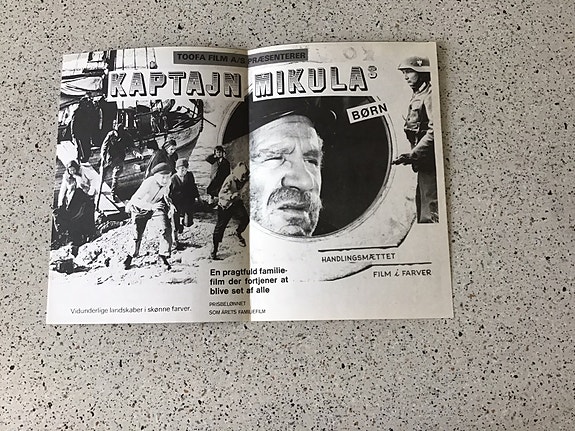 TOOFA FILM A/S PRÆSENTERER
KAPTAJN MIKULAs
BØRN
HANDLINGSMÆTTET
FILM i FARVER
En pragtfuld familie-
film der fortjener at
blive set af alle
PRISBELØNNET
SOM ÅRETS FAMILIEFILM
Vidunderlige landskaber i skønne farver.